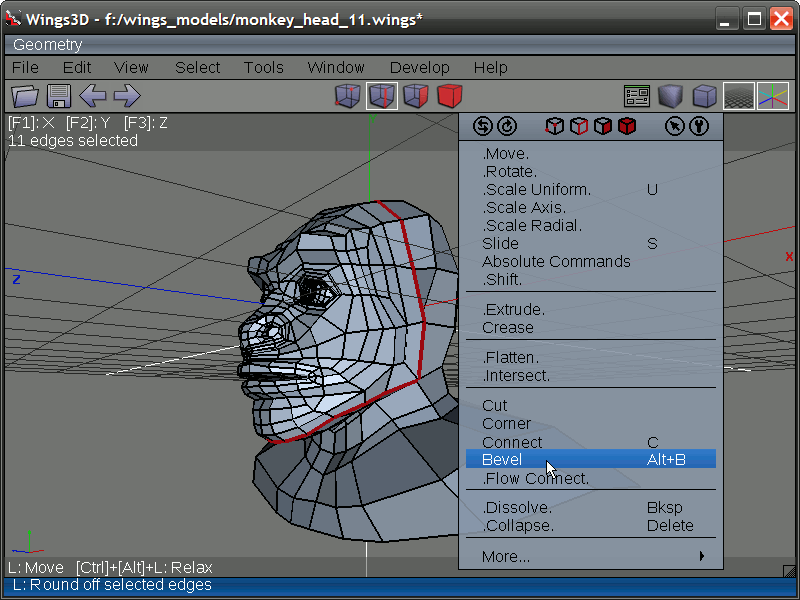 Wings3D - f:/wings_models/monkey_head_11.wings*
Geometry
File Edit View Select Tools Window Develop Help
[F1]: X [F2]: Y [F3]: Z
11 edges selected
.Move.
.Rotate.
.Scale Uniform. U
.Scale Axis.
.Scale Radial.
Slide S
Absolute Commands
.Shift.
.Extrude.
Crease
.Flatten.
.Intersect.
Cut
Corner
Connect C
Bevel Alt+B
.Flow Connect.
.Dissolve. Bksp
.Collapse. Delete
More...
Y
X
Z
L: Move [Ctrl]+[Alt]+L: Relax
L: Round off selected edges